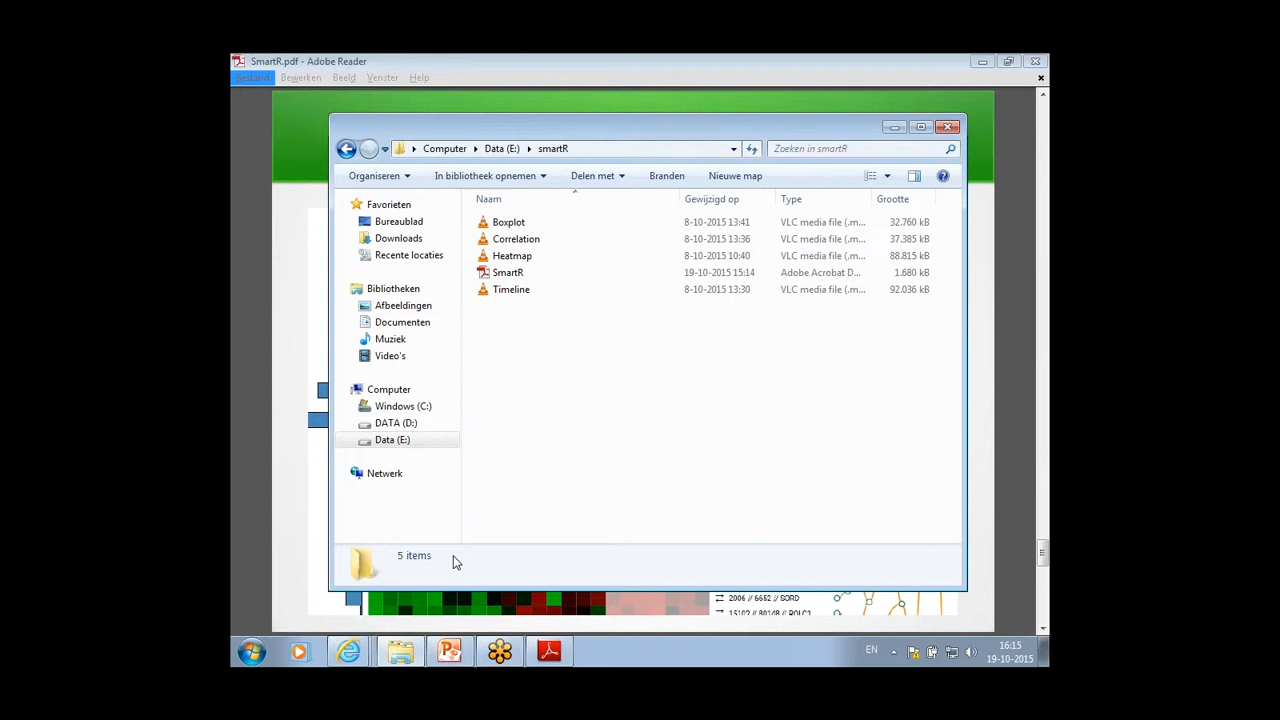 SmartR.pdf - Adobe Reader
Bestand Bewerken Beeld Venster Help
Computer Data (E:) smartR
Zoeken in smartR
Organiseren In bibliotheek opnemen Delen met Branden Nieuwe map
Naam Gewijzigd op Type Grootte
Favorieten
Bureaublad
Downloads
Recente locaties
Bibliotheken
Afbeeldingen
Documenten
Muziek
Video's
Computer
Windows (C:)
DATA (D:)
Data (E:)
Netwerk
Boxplot 8-10-2015 13:41 VLC media file (.m... 32.760 kB
Correlation 8-10-2015 13:36 VLC media file (.m... 37.385 kB
Heatmap 8-10-2015 10:40 VLC media file (.m... 88.815 kB
SmartR 19-10-2015 15:14 Adobe Acrobat D... 1.680 kB
Timeline 8-10-2015 13:30 VLC media file (.m... 92.036 kB
5 items
2006 // 6652 // SORD
EN
16:15
19-10-2015